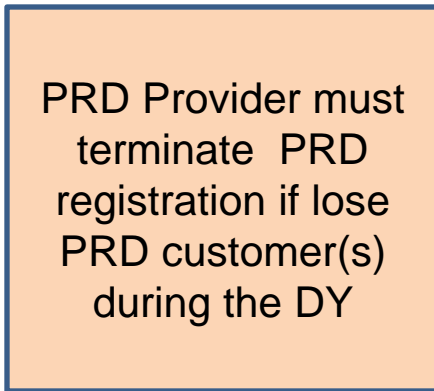 PRD Provider must
terminate  PRD
registration if lose
PRD customer(s)
during the DY